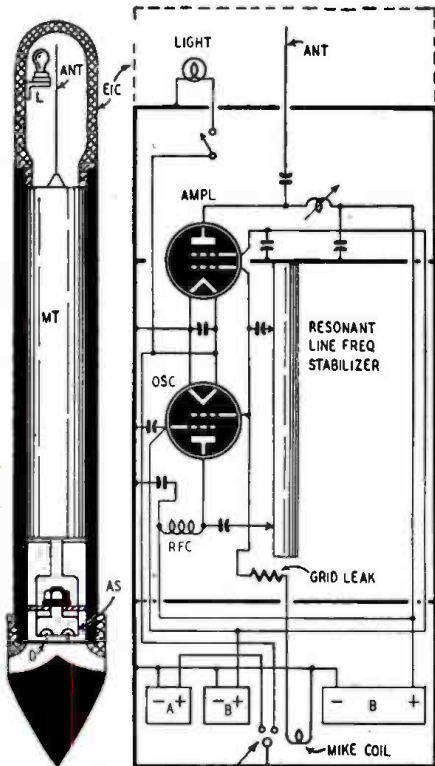 LIGHT
ANT
ANT
EIC
L
AMPL
MT
RESONANT
LINE FREQ
STABILIZER
OSC
RFC
GRID LEAK
AS
D
- A +
- B +
- B +
MIKE COIL